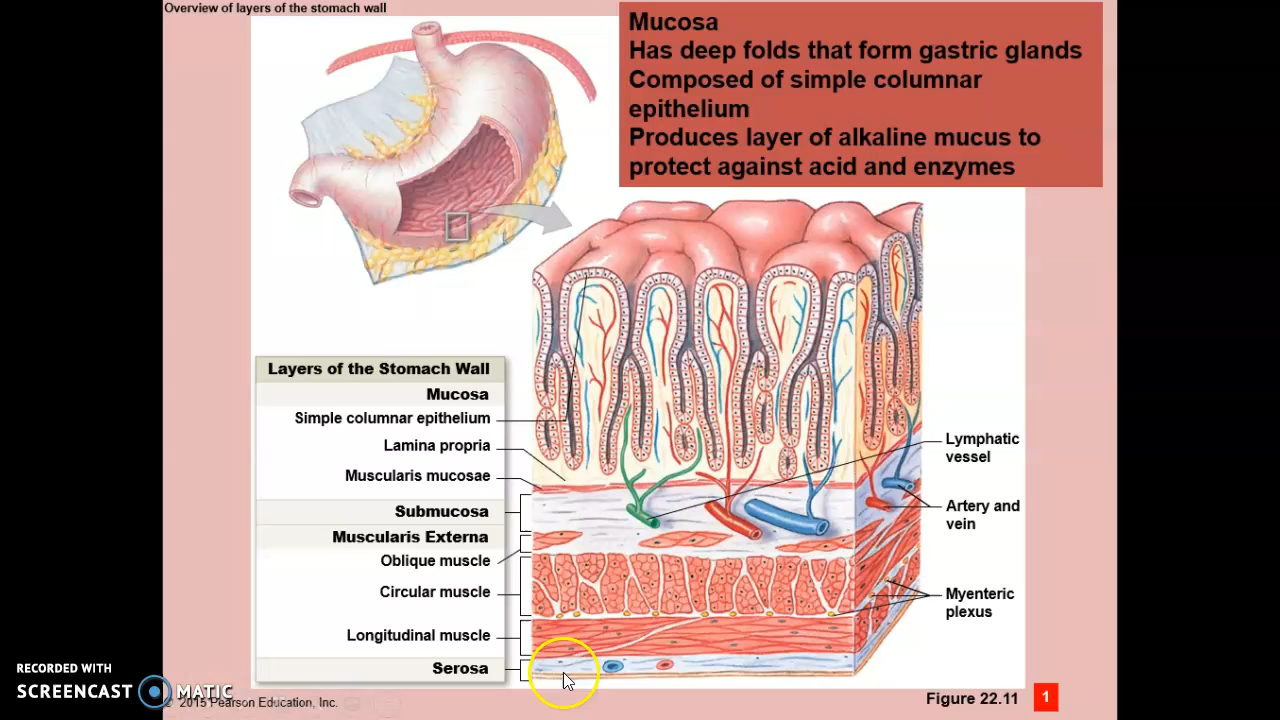 Overview of layers of the stomach wall
Mucosa
Has deep folds that form gastric glands
Composed of simple columnar
epithelium
Produces layer of alkaline mucus to
protect against acid and enzymes
Layers of the Stomach Wall
Mucosa
Simple columnar epithelium
Lamina propria
Muscularis mucosae
Submucosa
Muscularis Externa
Oblique muscle
Circular muscle
Longitudinal muscle
Serosa
Lymphatic
vessel
Artery and
vein
Myenteric
plexus
Figure 22.11
1
RECORDED WITH
SCREENCAST MATIC
© 2015 Pearson Education, Inc.